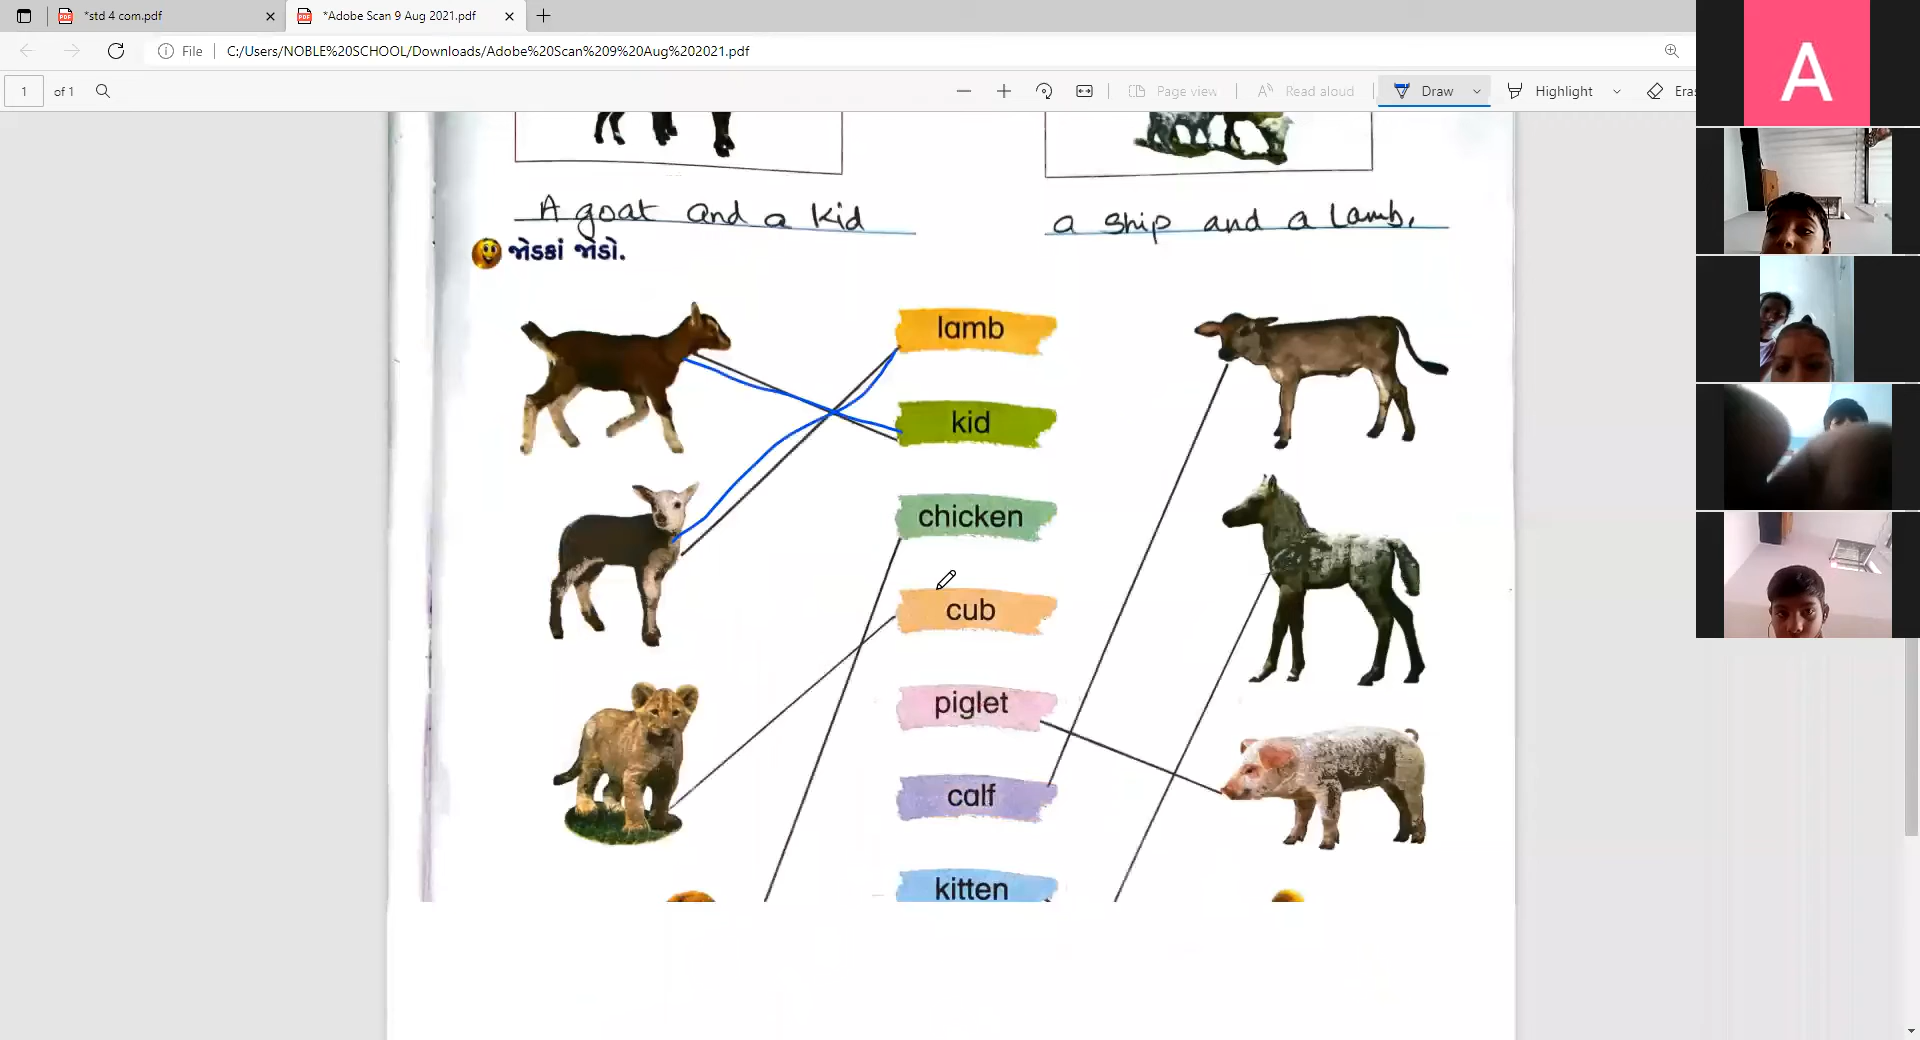 *std 4 com.pdf
*Adobe Scan 9 Aug 2021.pdf
File
C:/Users/NOBLE%20SCHOOL/Downloads/Adobe%20Scan%209%20Aug%202021.pdf
1 of 1
Page view
Read aloud
Draw
Highlight
Eras
A
A goat and a kid
a ship and a lamb.
જોડકાં જોડો.
lamb
kid
chicken
cub
piglet
calf
kitten